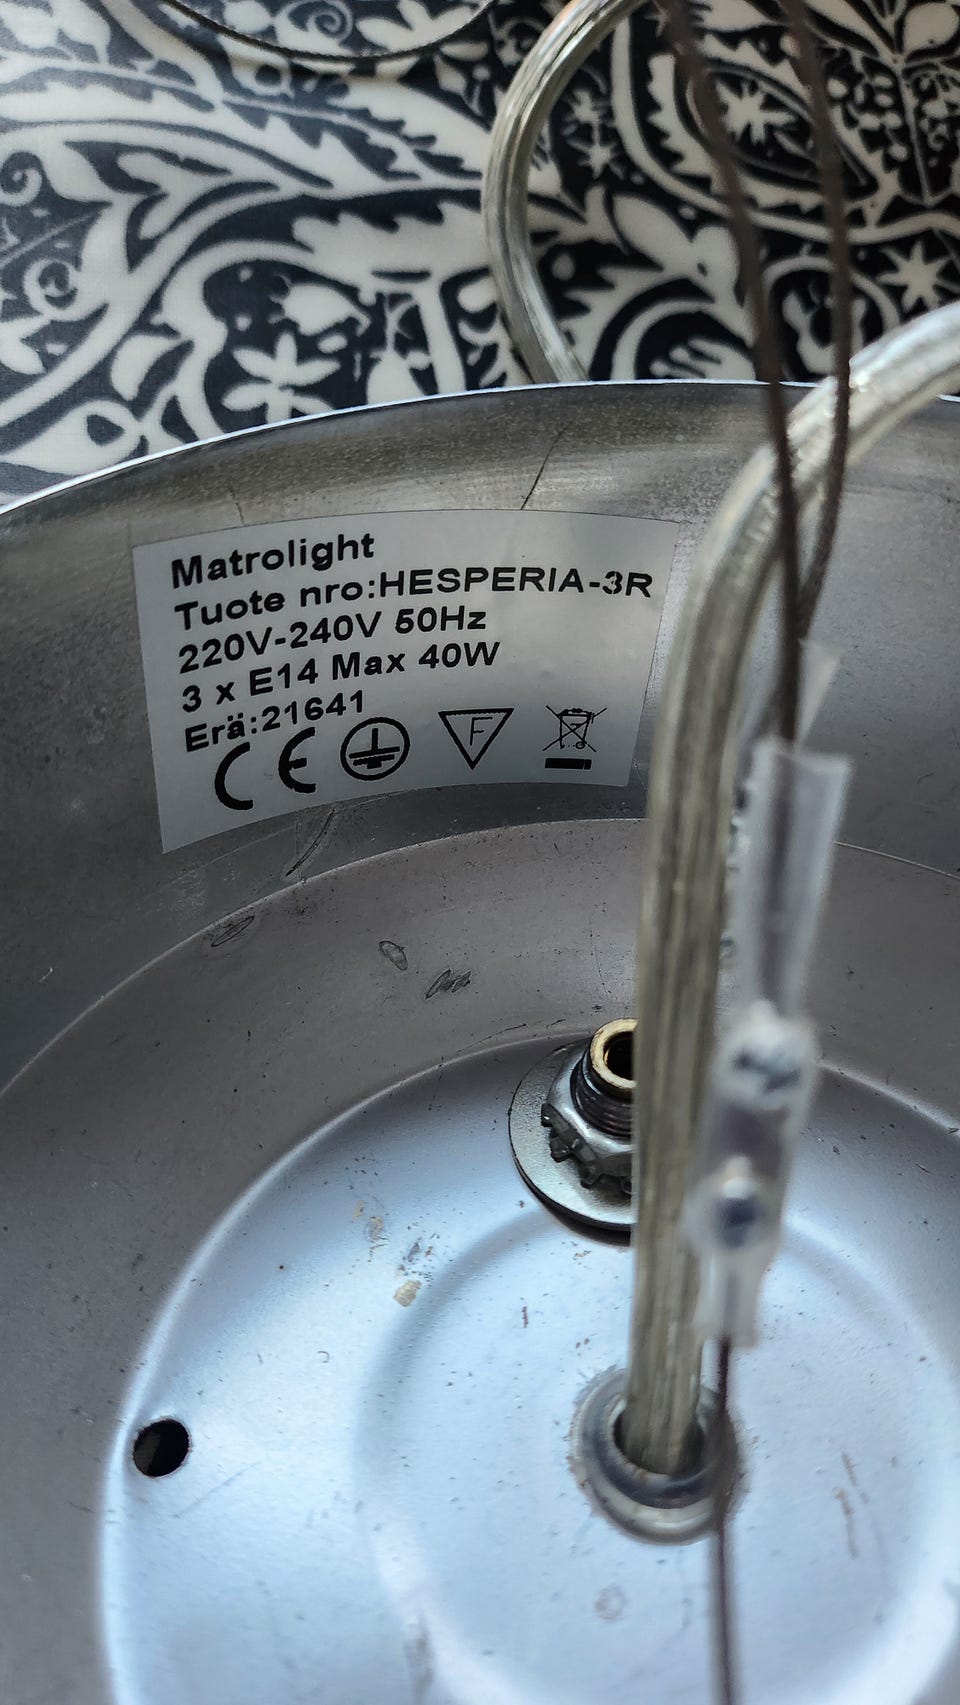 Matrolight
Tuote nro:HESPERIA-3R
220V-240V 50Hz
3 x E14 Max 40W
Erä:21641
CE F